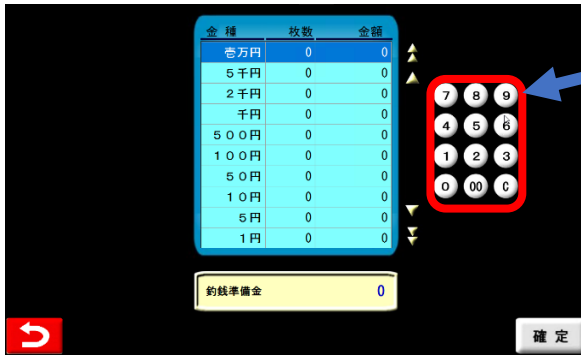 金 種 枚数 金額
壱万円 0 0
５千円 0 0
２千円 0 0
千円 0 0
５００円 0 0
１００円 0 0
５０円 0 0
１０円 0 0
５円 0 0
１円 0 0
7 8 9
4 5 6
1 2 3
0 00 C
釣銭準備金 0
確 定